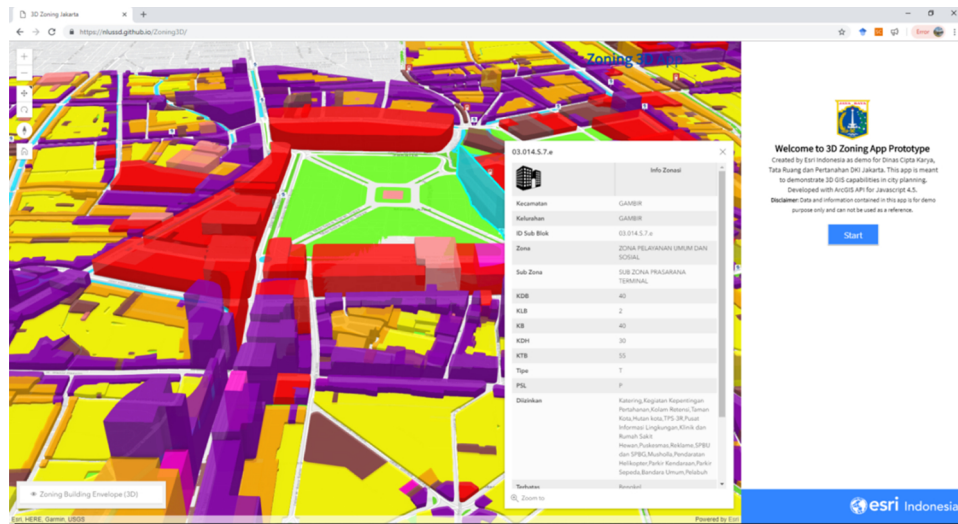 3D Zoning Jakarta
https://nlussd.github.io/Zoning3D/
Error
Zoning 3D App
03.014.5.7.e
Info Zonasi
Kecamatan GAMBIR
Kelurahan GAMBIR
ID Sub Blok 03.014.5.7.e
Zona ZONA PELAYANAN UMUM DAN
SOSIAL
Sub Zona SUB ZONA PRASARANA
TERMINAL
KDB 40
KLB 2
KB 40
KDH 30
KTB 55
Tipe T
PSL P
Diizinkan Katering,Kegiatan Kepentingan
Pertahanan,Kolam Retensi,Taman
Kota,Hutan kota,TPS 3R,Pusat
Informasi Lingkungan,Klinik dan
Rumah Sakit
Hewan,Puskesmas,Reklame,SPBU
dan SPBG,Musholla,Pendaratan
Helikopter,Parkir Kendaraan,Parkir
Sepeda,Bandara Umum,Pelabuh
Terbatas Bengkel
Zoom to
Zoning Building Envelope (3D)
Esri, HERE, Garmin, USGS
Powered by Esri
JAYA RAYA
Welcome to 3D Zoning App Prototype
Created by Esri Indonesia as demo for Dinas Cipta Karya,
Tata Ruang dan Pertanahan DKI Jakarta. This app is meant
to demonstrate 3D GIS capabilities in city planning.
Developed with ArcGIS API for Javascript 4.5.
Disclaimer: Data and information contained in this app is for demo
purpose only and can not be used as a reference.
Start
esri Indonesia